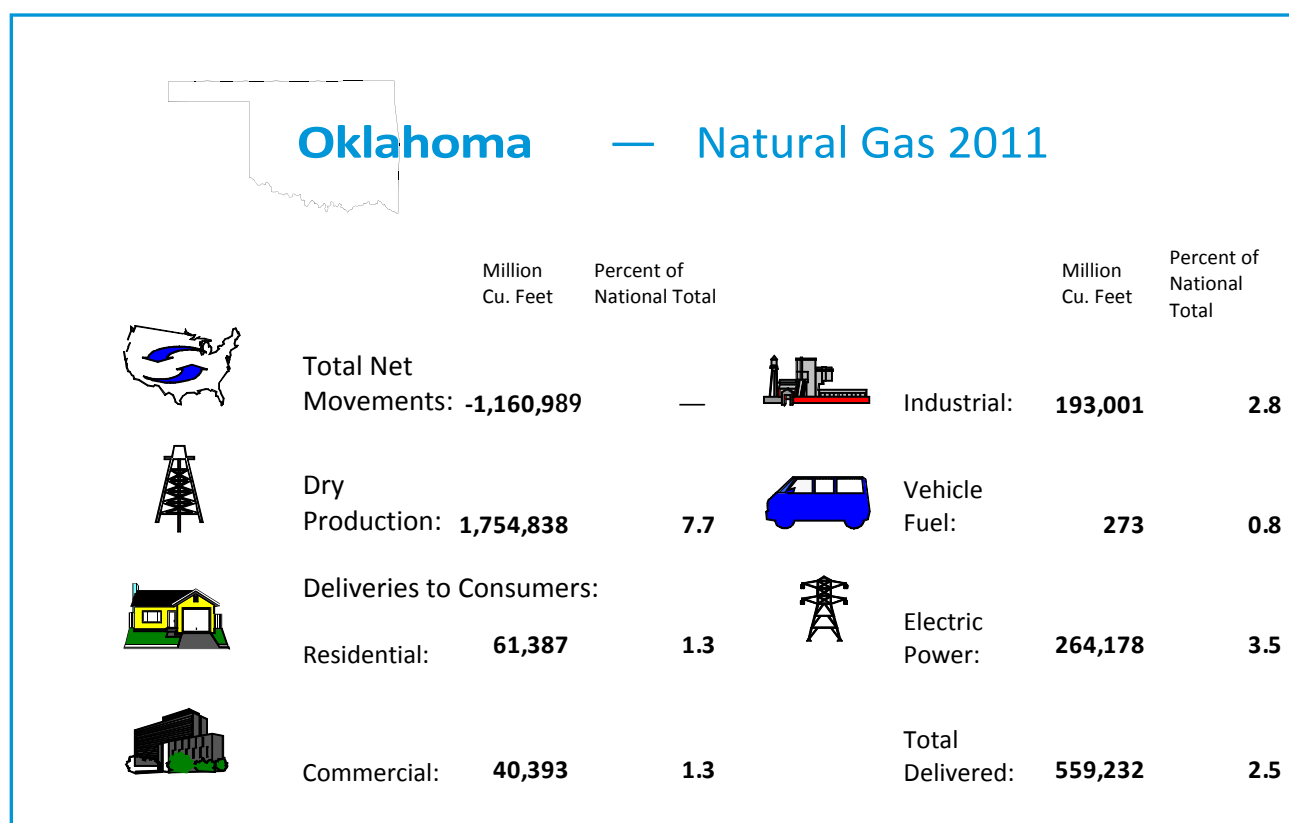 Oklahoma — Natural Gas 2011
Million
Cu. Feet
Percent of
National Total
Million
Cu. Feet
Percent of
National
Total
Total Net
Movements: -1,160,989 —
Industrial: 193,001 2.8
Dry
Production: 1,754,838 7.7
Vehicle
Fuel: 273 0.8
Deliveries to Consumers:
Residential: 61,387 1.3
Electric
Power: 264,178 3.5
Commercial: 40,393 1.3
Total
Delivered: 559,232 2.5